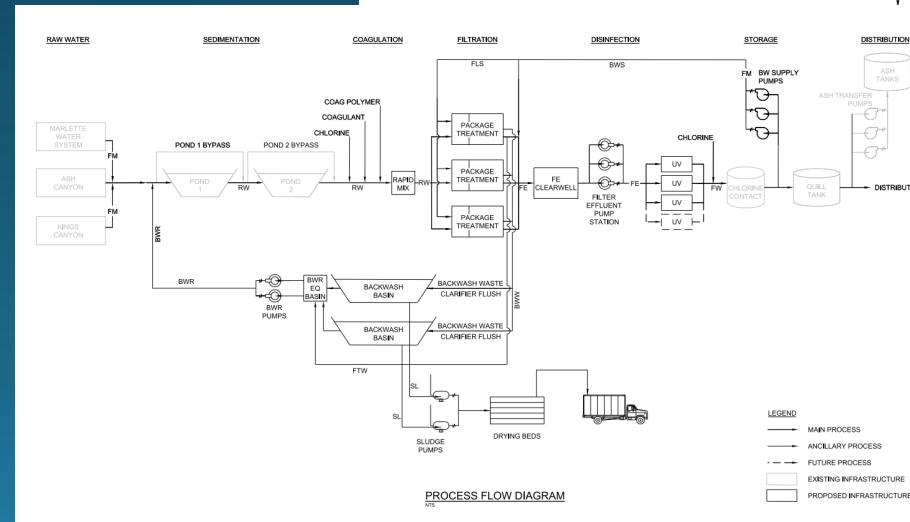 RAW WATER
SEDIMENTATION
COAGULATION
FILTRATION
DISINFECTION
STORAGE
DISTRIBUTION
FLS
BWS
FM
BW SUPPLY
PUMPS
ASH
TANKS
ASH TRANSFER
PUMPS
COAG POLYMER
COAGULANT
CHLORINE
MARLETTE
WATER
SYSTEM
FM
ASH
CANYON
FM
KINGS
CANYON
POND 1 BYPASS
POND 2 BYPASS
POND
1
RW
POND
2
RW
RAPID
MIX
RW
PACKAGE
TREATMENT
PACKAGE
TREATMENT
PACKAGE
TREATMENT
FE
FE
CLEARWELL
FILTER
EFFLUENT
PUMP
STATION
FE
UV
UV
UV
UV
CHLORINE
FW
CHLORINE
CONTACT
QUILL
TANK
DISTRIBUT
BWR
BWR
BWR
PUMPS
BWR
EQ
BASIN
BACKWASH
BASIN
BACKWASH WASTE
CLARIFIER FLUSH
BWW
BACKWASH
BASIN
BACKWASH WASTE
CLARIFIER FLUSH
FTW
SL
SL
SLUDGE
PUMPS
DRYING BEDS
LEGEND
MAIN PROCESS
ANCILLARY PROCESS
FUTURE PROCESS
EXISTING INFRASTRUCTURE
PROPOSED INFRASTRUCTURE
PROCESS FLOW DIAGRAM
NTS